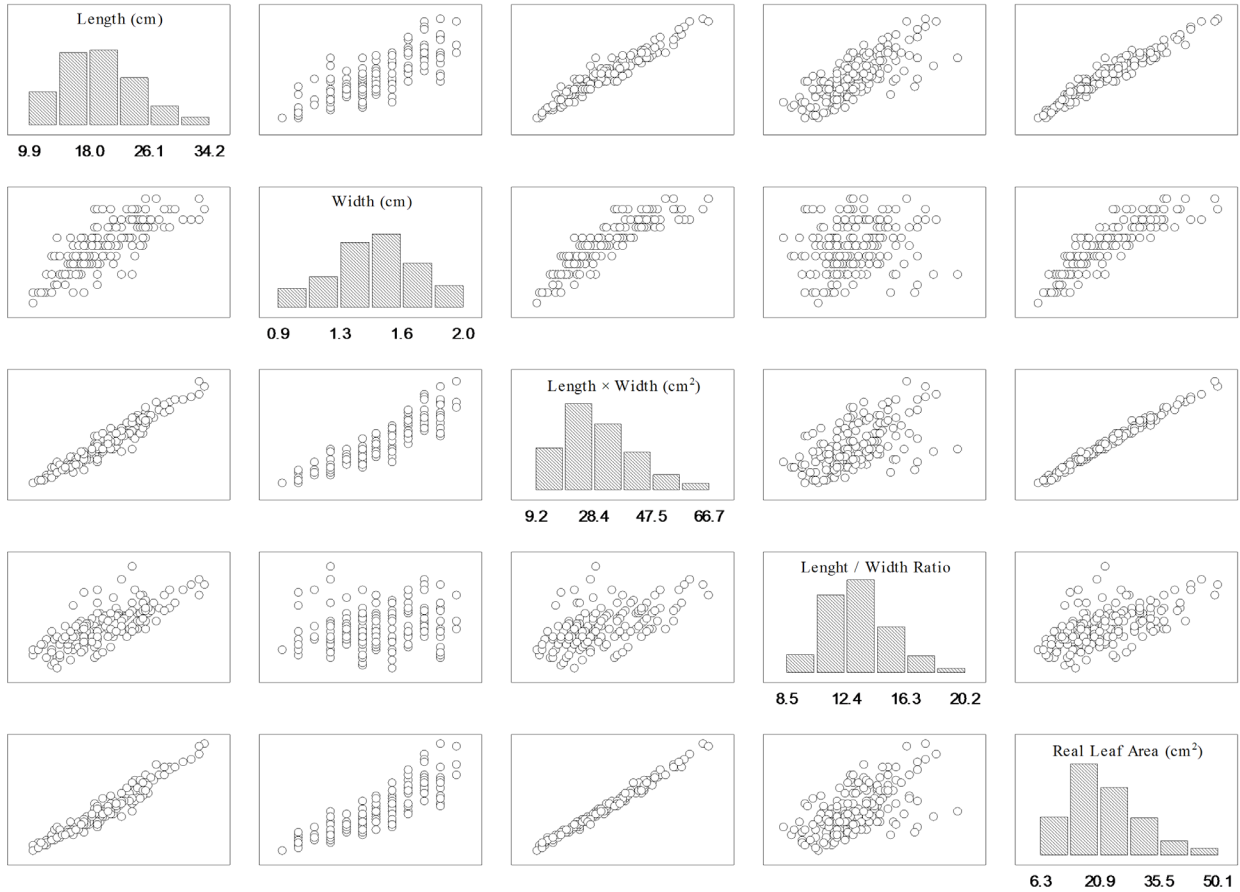 Length (cm)
9.9 18.0 26.1 34.2
Width (cm)
0.9 1.3 1.6 2.0
Length × Width (cm²)
9.2 28.4 47.5 66.7
Lenght / Width Ratio
8.5 12.4 16.3 20.2
Real Leaf Area (cm²)
6.3 20.9 35.5 50.1